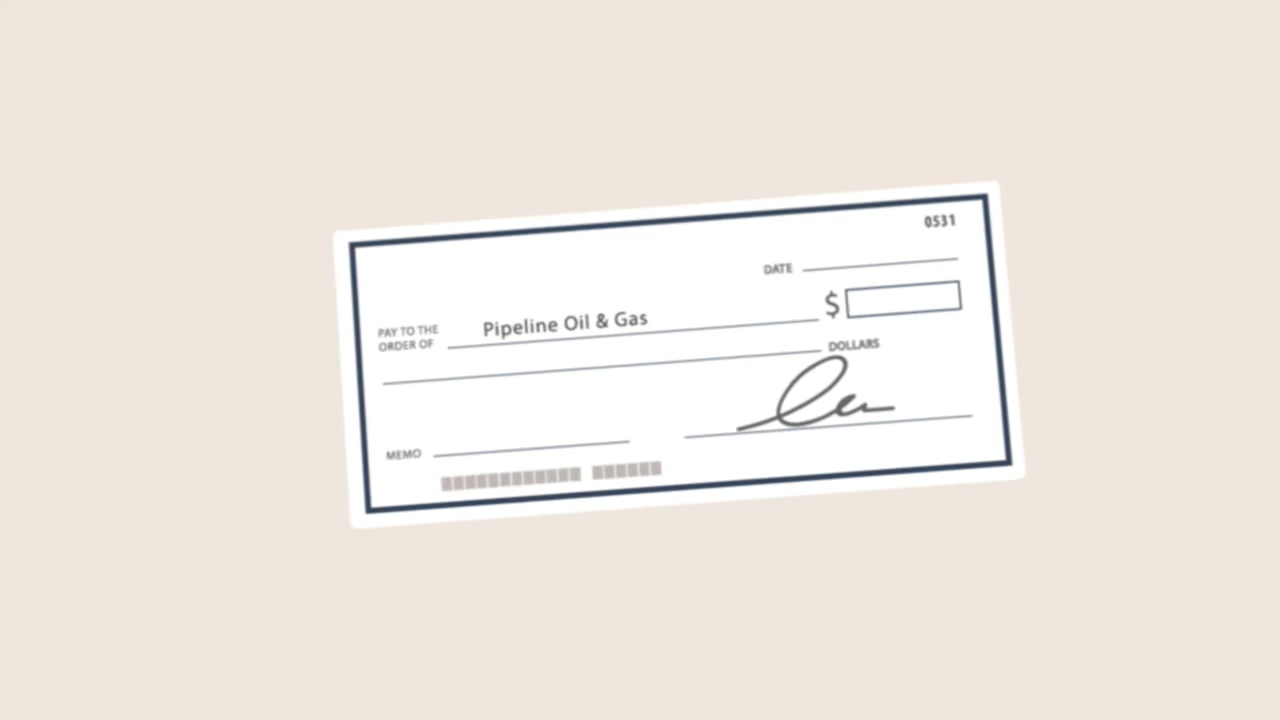 0531
DATE
$
PAY TO THE
ORDER OF
Pipeline Oil & Gas
DOLLARS
MEMO